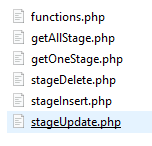 functions.php
getAllStage.php
getOneStage.php
stageDelete.php
stageInsert.php
stageUpdate.php